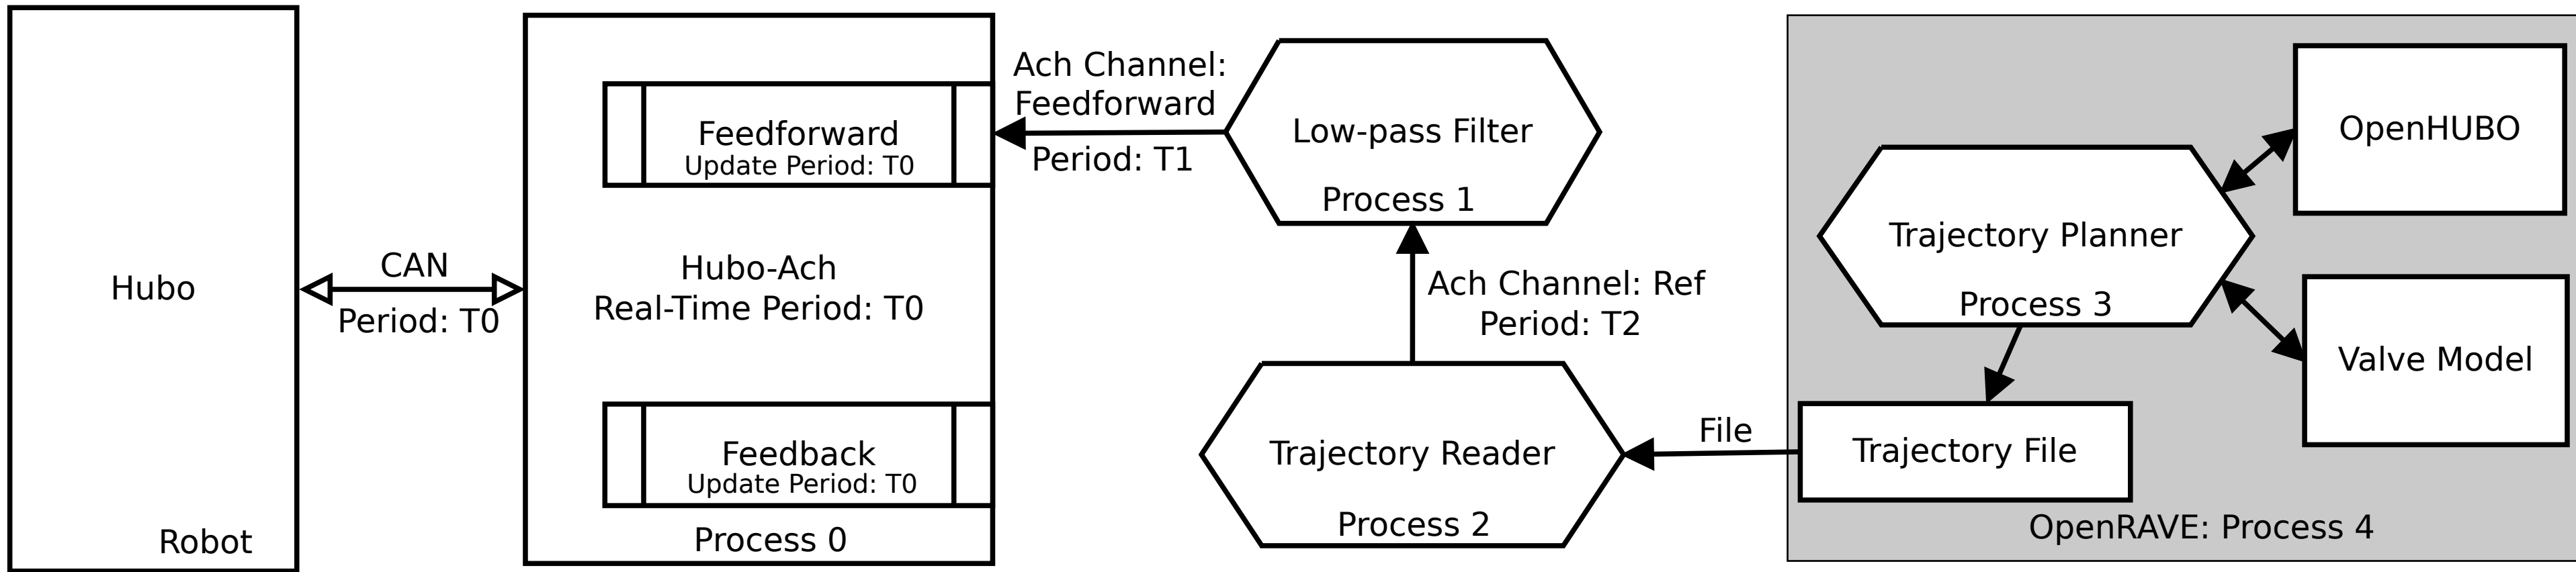 Hubo
Robot
CAN
Period: T0
Feedforward
Update Period: T0
Hubo-Ach
Real-Time Period: T0
Feedback
Update Period: T0
Process 0
Ach Channel:
Feedforward
Period: T1
Low-pass Filter
Process 1
Ach Channel: Ref
Period: T2
Trajectory Reader
Process 2
File
Trajectory Planner
Process 3
OpenHUBO
Valve Model
Trajectory File
OpenRAVE: Process 4